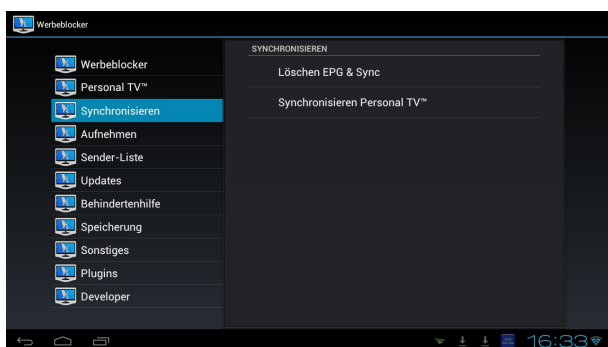 Werbeblocker
Werbeblocker
Personal TV™
Synchronisieren
Aufnehmen
Sender-Liste
Updates
Behindertenhilfe
Speicherung
Sonstiges
Plugins
Developer
SYNCHRONISIEREN
Löschen EPG & Sync
Synchronisieren Personal TV™
16:33